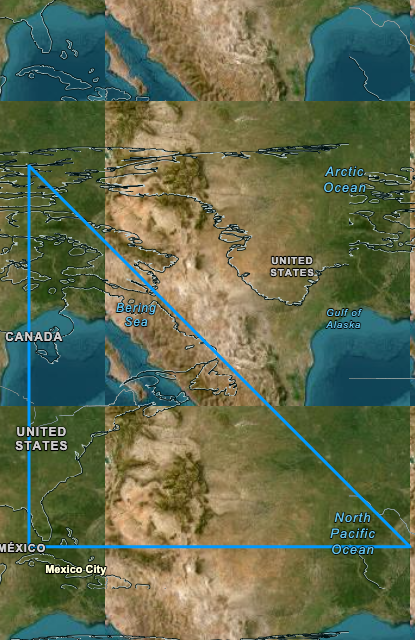 Arctic
Ocean
UNITED
STATES
Bering
Sea
Gulf of
Alaska
CANADA
UNITED
STATES
North
Pacific
Ocean
MÉXICO
Mexico City